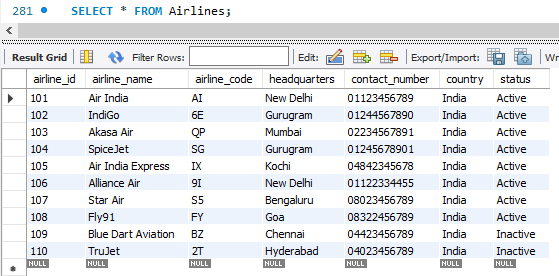 281 SELECT * FROM Airlines;
Result Grid Filter Rows: Edit: Export/Import: Wr
airline_id airline_name airline_code headquarters contact_number country status
101 Air India AI New Delhi 01123456789 India Active
102 IndiGo 6E Gurugram 01244567890 India Active
103 Akasa Air QP Mumbai 02234567891 India Active
104 SpiceJet SG Gurugram 01245678901 India Active
105 Air India Express IX Kochi 04842345678 India Active
106 Alliance Air 9I New Delhi 01122334455 India Active
107 Star Air S5 Bengaluru 08023456789 India Active
108 Fly91 FY Goa 08322456789 India Active
109 Blue Dart Aviation BZ Chennai 04423456789 India Inactive
110 TruJet 2T Hyderabad 04023456789 India Inactive
NULL NULL NULL NULL NULL NULL NULL